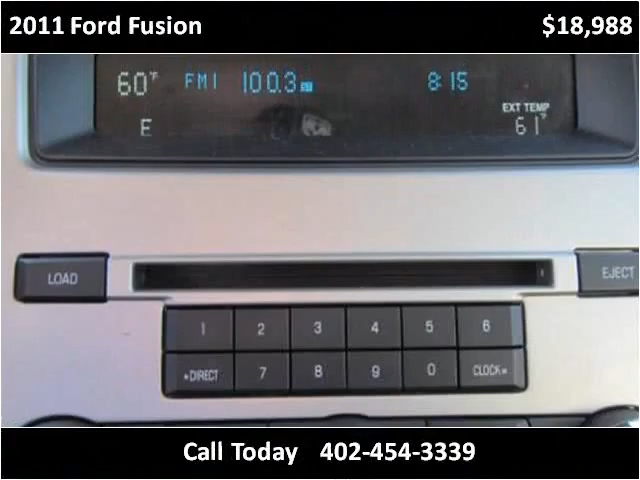 2011 Ford Fusion $18,988
60°F FM1 100.3 8:15
EXT TEMP
E 61°F
LOAD EJECT
1 2 3 4 5 6
*DIRECT 7 8 9 0 CLOCK*
Call Today 402-454-3339